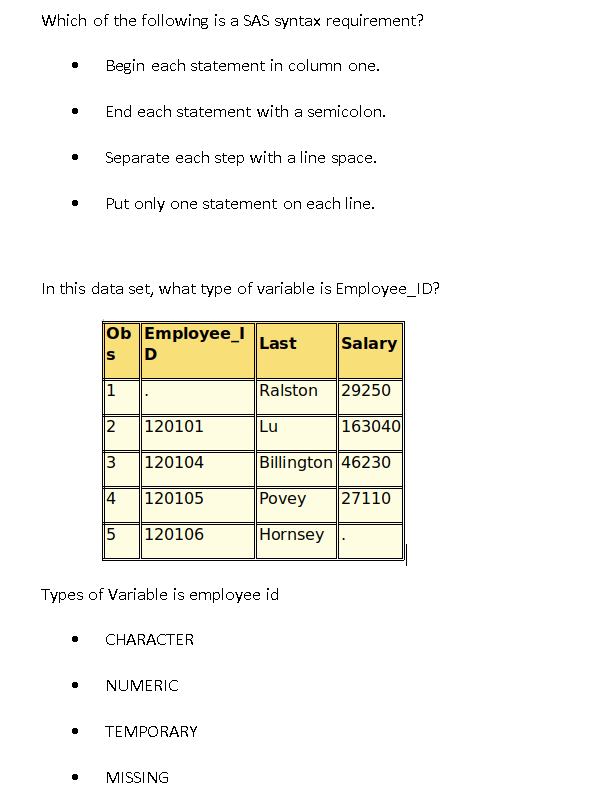 Which of the following is a SAS syntax requirement?
• Begin each statement in column one.
• End each statement with a semicolon.
• Separate each step with a line space.
• Put only one statement on each line.
In this data set, what type of variable is Employee_ID?
Obs Employee_ID Last Salary
1 . Ralston 29250
2 120101 Lu 163040
3 120104 Billington 46230
4 120105 Povey 27110
5 120106 Hornsey .
Types of Variable is employee id
• CHARACTER
• NUMERIC
• TEMPORARY
• MISSING